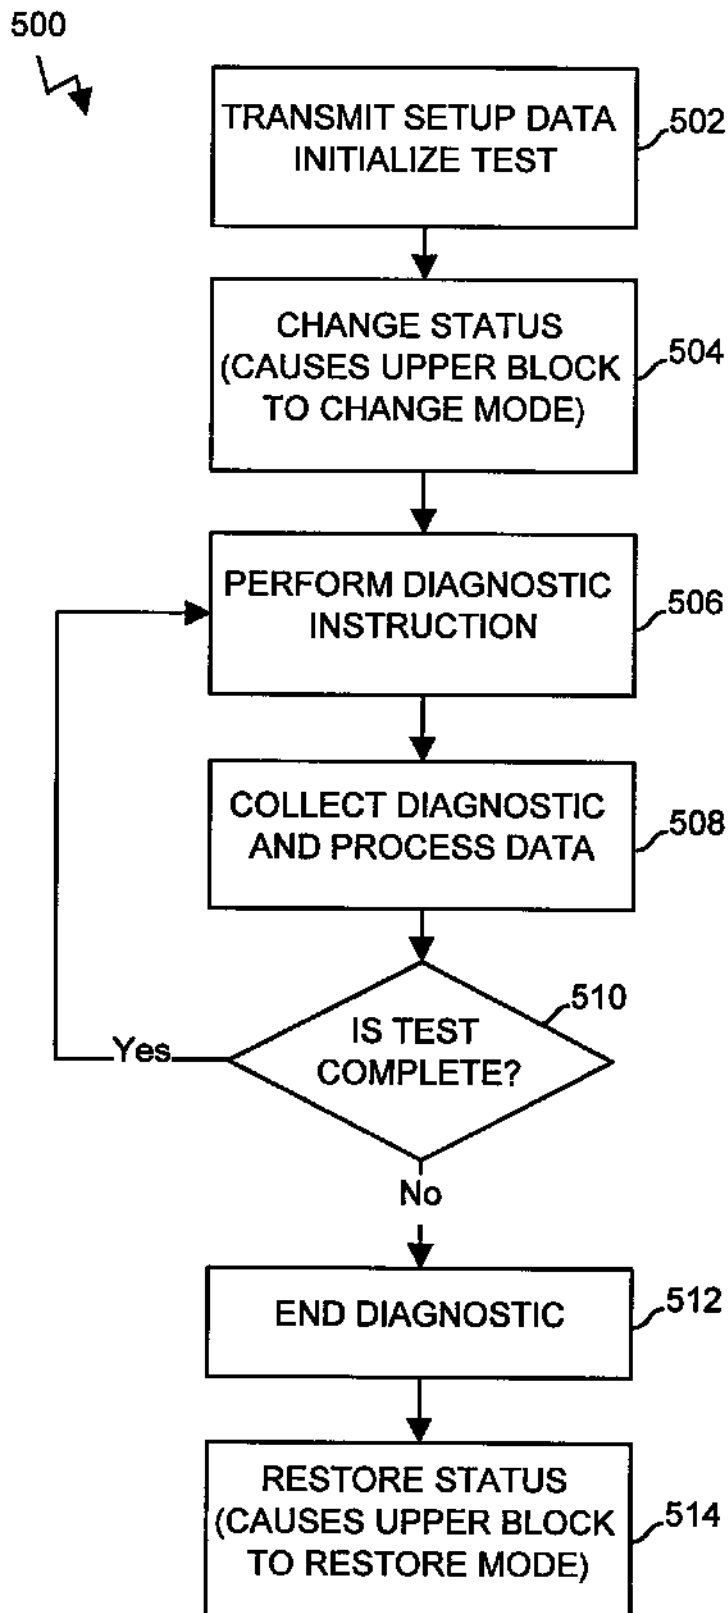 500
TRANSMIT SETUP DATA
INITIALIZE TEST
502
CHANGE STATUS
(CAUSES UPPER BLOCK
TO CHANGE MODE)
504
PERFORM DIAGNOSTIC
INSTRUCTION
506
COLLECT DIAGNOSTIC
AND PROCESS DATA
508
IS TEST
COMPLETE?
510
Yes
No
END DIAGNOSTIC
512
RESTORE STATUS
(CAUSES UPPER BLOCK
TO RESTORE MODE)
514